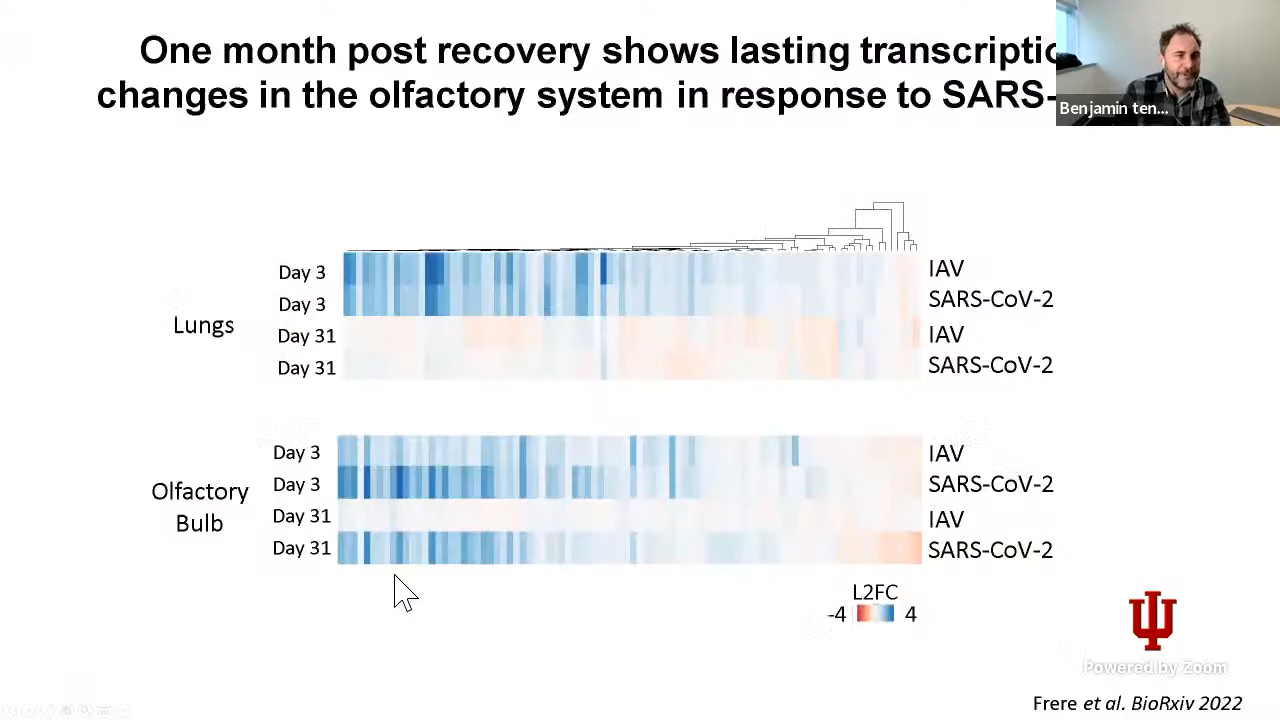 One month post recovery shows lasting transcriptio
changes in the olfactory system in response to SARS-
Benjamin ten...
Day 3
IAV
Day 3
SARS-CoV-2
Lungs
Day 31
IAV
Day 31
SARS-CoV-2
Day 3
IAV
Day 3
SARS-CoV-2
Olfactory
Bulb
Day 31
IAV
Day 31
SARS-CoV-2
L2FC
-4 4
Powered by Zoom
Frere et al. BioRxiv 2022